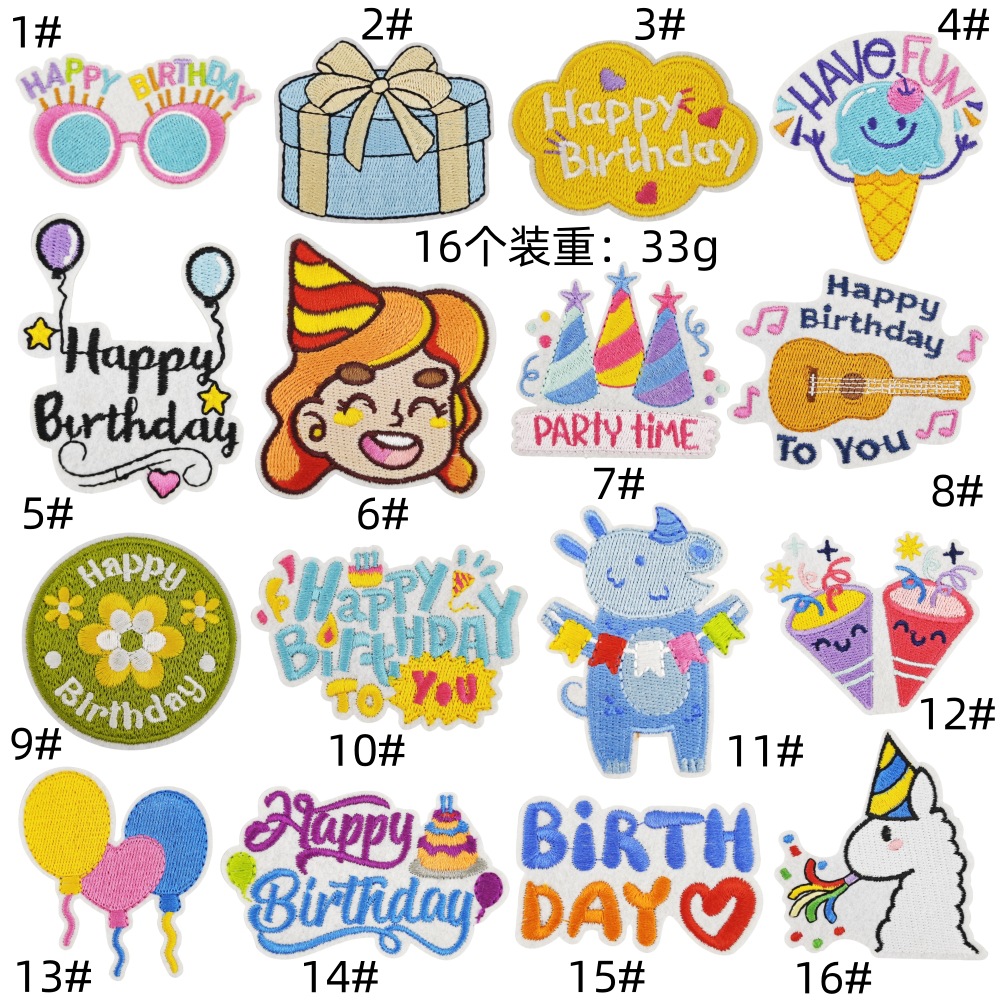 1#
2#
3#
4#
HAPPY BIRTHDAY
Happy
Birthday
HAVE FUN
16个装重：33g
Happy
Birthday
PARTY tiME
Happy
Birthday
To You
5#
6#
7#
8#
Happy
Birthday
HAPPY
BiRtHDAY
TO YOU
9#
10#
11#
12#
Happy
Birthday
BiRTH
DAY
13#
14#
15#
16#